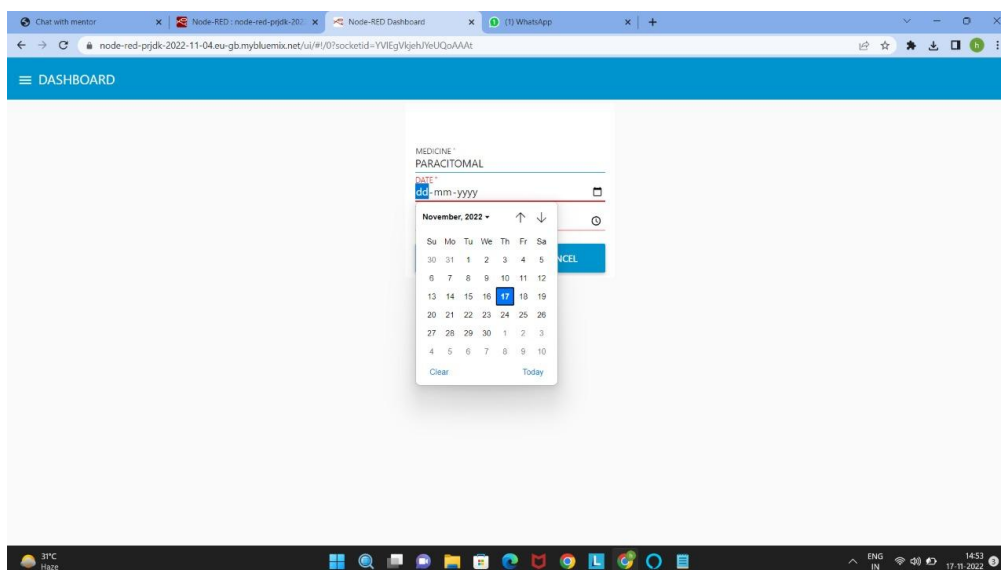 Chat with mentor
Node-RED : node-red-prjdk-202
Node-RED Dashboard
(1) WhatsApp
node-red-prjdk-2022-11-04.eu-gb.mybluemix.net/ui/#!/0?socketid=YVIEgVkjehJYeUQoAAAt
h
DASHBOARD
MEDICINE *
PARACITOMAL
DATE *
dd-mm-yyyy
November, 2022
Su Mo Tu We Th Fr Sa
30 31 1 2 3 4 5
NCEL
6 7 8 9 10 11 12
13 14 15 16 17 18 19
20 21 22 23 24 25 26
27 28 29 30 1 2 3
4 5 6 7 8 9 10
Clear Today
31°C
Haze
L
ENG
IN
14:53
17-11-2022
3